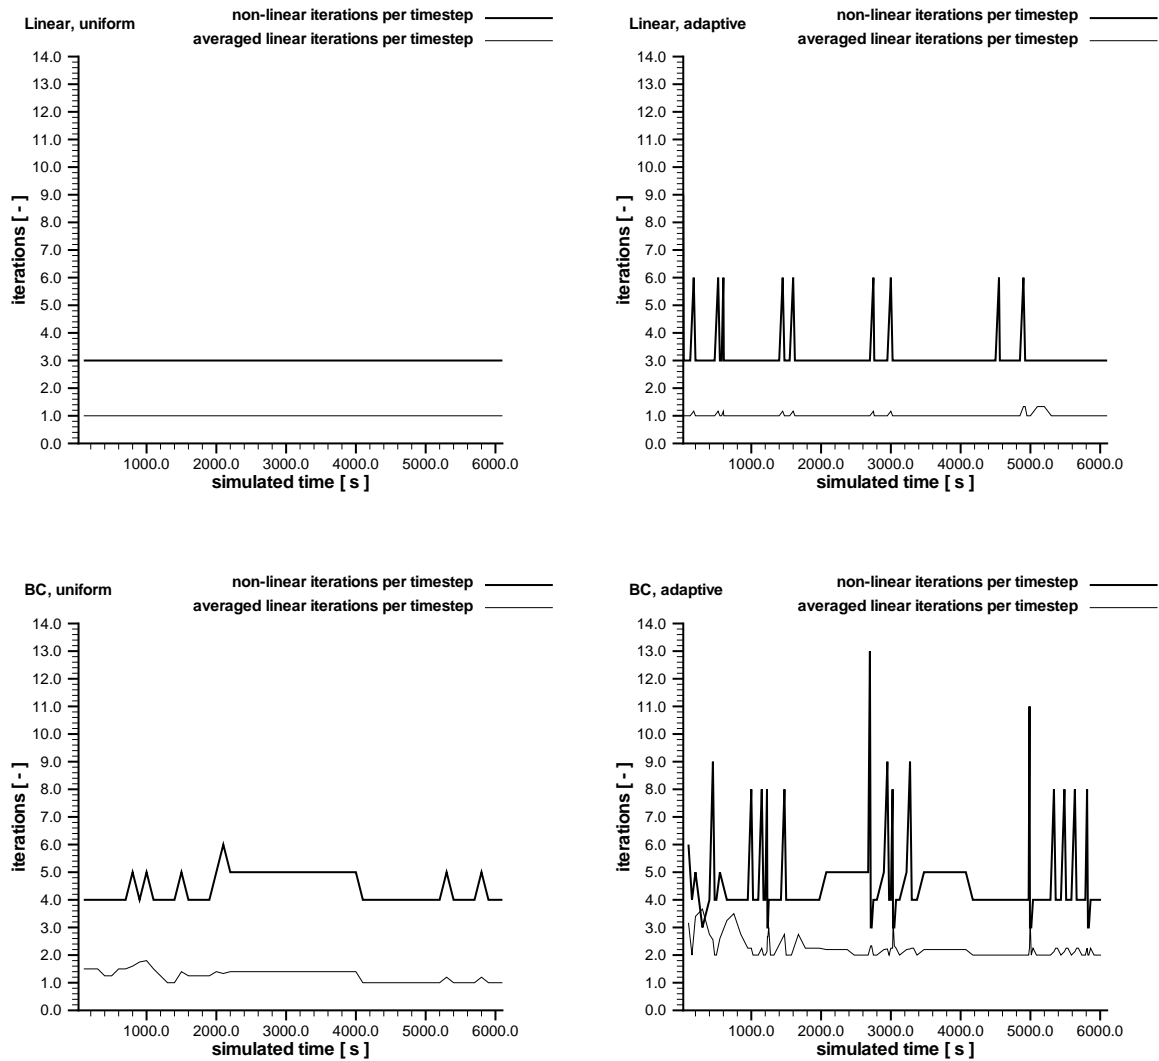 Linear, uniform
non-linear iterations per timestep
averaged linear iterations per timestep
14.0
13.0
12.0
11.0
10.0
9.0
8.0
7.0
6.0
5.0
4.0
3.0
2.0
1.0
0.0
iterations [ - ]
1000.0 2000.0 3000.0 4000.0 5000.0 6000.0
simulated time [ s ]
Linear, adaptive
non-linear iterations per timestep
averaged linear iterations per timestep
14.0
13.0
12.0
11.0
10.0
9.0
8.0
7.0
6.0
5.0
4.0
3.0
2.0
1.0
0.0
iterations [ - ]
1000.0 2000.0 3000.0 4000.0 5000.0 6000.0
simulated time [ s ]
BC, uniform
non-linear iterations per timestep
averaged linear iterations per timestep
14.0
13.0
12.0
11.0
10.0
9.0
8.0
7.0
6.0
5.0
4.0
3.0
2.0
1.0
0.0
iterations [ - ]
1000.0 2000.0 3000.0 4000.0 5000.0 6000.0
simulated time [ s ]
BC, adaptive
non-linear iterations per timestep
averaged linear iterations per timestep
14.0
13.0
12.0
11.0
10.0
9.0
8.0
7.0
6.0
5.0
4.0
3.0
2.0
1.0
0.0
iterations [ - ]
1000.0 2000.0 3000.0 4000.0 5000.0 6000.0
simulated time [ s ]